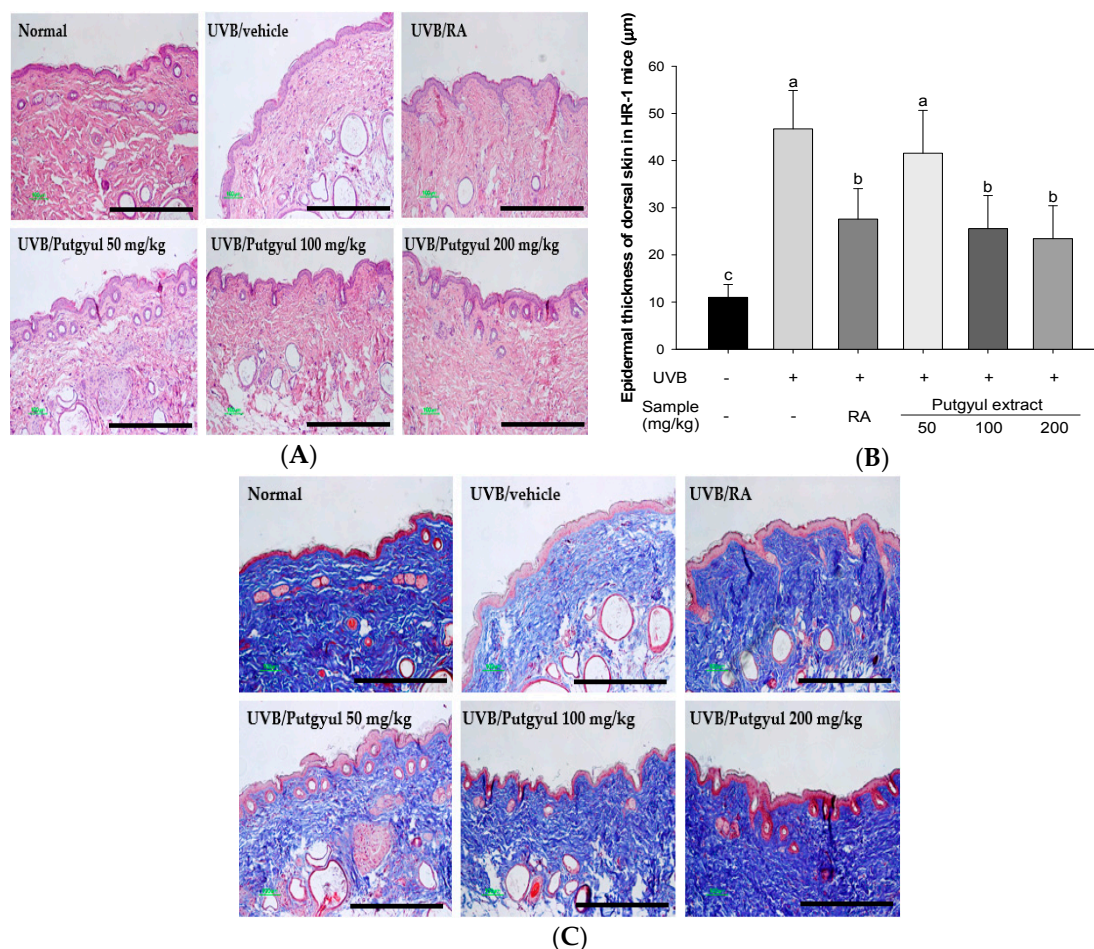 Normal
UVB/vehicle
UVB/RA
UVB/Putgyul 50 mg/kg
UVB/Putgyul 100 mg/kg
UVB/Putgyul 200 mg/kg
(A)
Epidermal thickness of dorsal skin in HR-1 mice (µm)
60
50
40
30
20
10
0
c
a
b
a
b
b
UVB - + + + + +
Sample (mg/kg) - - RA Putgyul extract
50 100 200
(B)
Normal
UVB/vehicle
UVB/RA
UVB/Putgyul 50 mg/kg
UVB/Putgyul 100 mg/kg
UVB/Putgyul 200 mg/kg
(C)